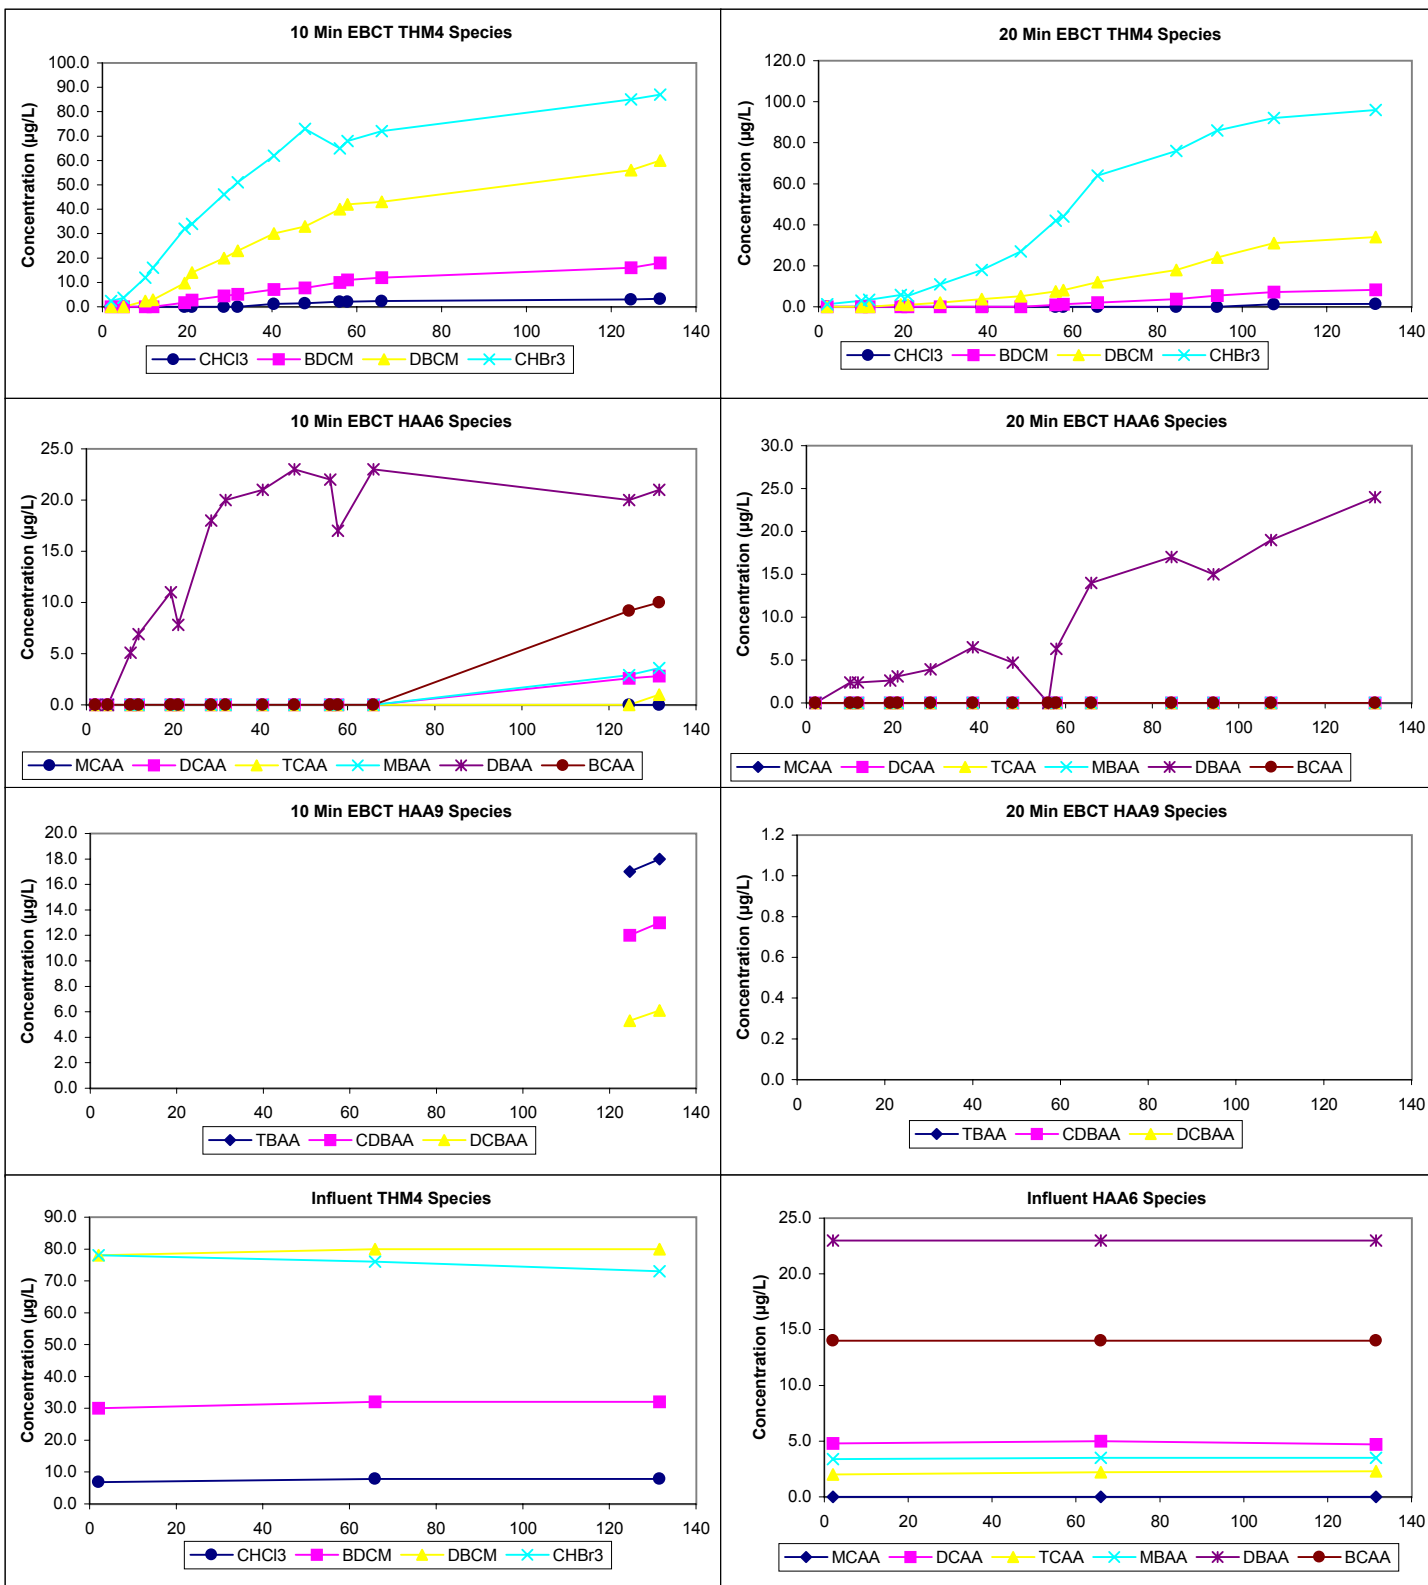 10 Min EBCT THM4 Species
Concentration (µg/L)
100.0
90.0
80.0
70.0
60.0
50.0
40.0
30.0
20.0
10.0
0.0
0 20 40 60 80 100 120 140
CHCl3 BDCM DBCM CHBr3
20 Min EBCT THM4 Species
Concentration (µg/L)
120.0
100.0
80.0
60.0
40.0
20.0
0.0
0 20 40 60 80 100 120 140
CHCl3 BDCM DBCM CHBr3
10 Min EBCT HAA6 Species
Concentration (µg/L)
25.0
20.0
15.0
10.0
5.0
0.0
0 20 40 60 80 100 120 140
MCAA DCAA TCAA MBAA DBAA BCAA
20 Min EBCT HAA6 Species
Concentration (µg/L)
30.0
25.0
20.0
15.0
10.0
5.0
0.0
0 20 40 60 80 100 120 140
MCAA DCAA TCAA MBAA DBAA BCAA
10 Min EBCT HAA9 Species
Concentration (µg/L)
20.0
18.0
16.0
14.0
12.0
10.0
8.0
6.0
4.0
2.0
0.0
0 20 40 60 80 100 120 140
TBAA CDBAA DCBAA
20 Min EBCT HAA9 Species
Concentration (µg/L)
1.2
1.0
0.8
0.6
0.4
0.2
0.0
0 20 40 60 80 100 120 140
TBAA CDBAA DCBAA
Influent THM4 Species
Concentration (µg/L)
90.0
80.0
70.0
60.0
50.0
40.0
30.0
20.0
10.0
0.0
0 20 40 60 80 100 120 140
CHCl3 BDCM DBCM CHBr3
Influent HAA6 Species
Concentration (µg/L)
25.0
20.0
15.0
10.0
5.0
0.0
0 20 40 60 80 100 120 140
MCAA DCAA TCAA MBAA DBAA BCAA